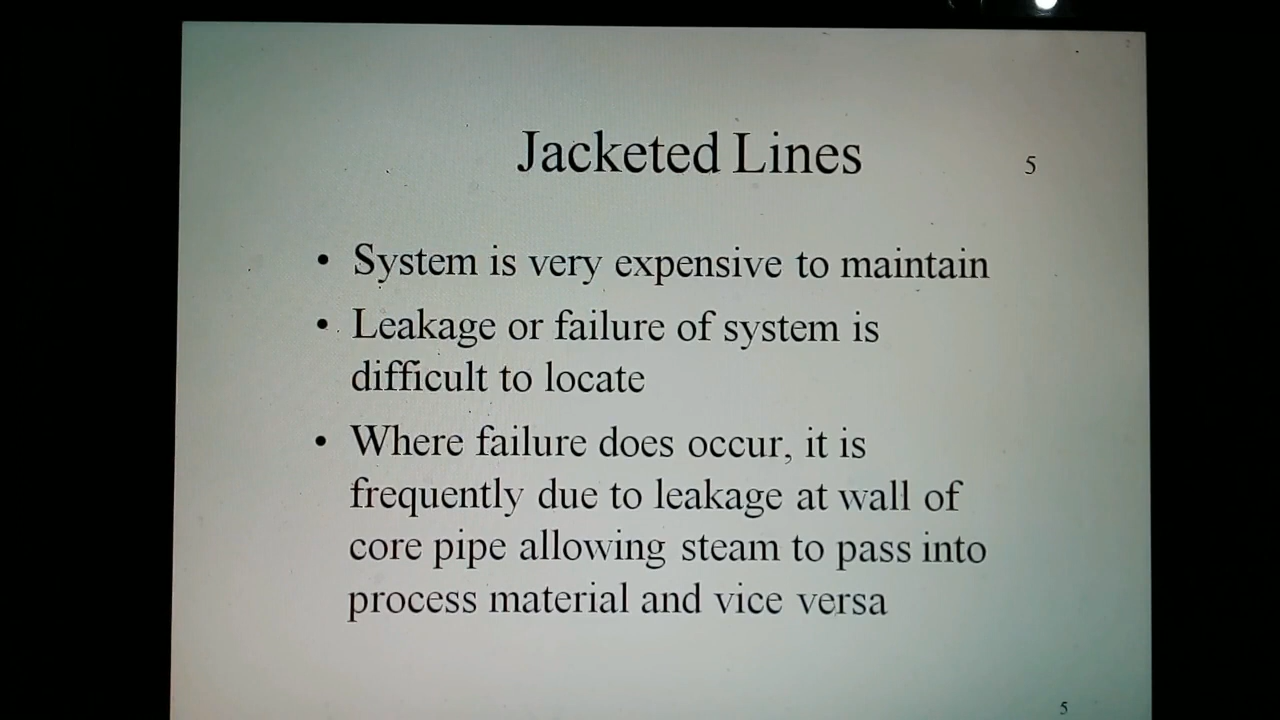 Jacketed Lines
5
• System is very expensive to maintain
• Leakage or failure of system is
difficult to locate
• Where failure does occur, it is
frequently due to leakage at wall of
core pipe allowing steam to pass into
process material and vice versa
5